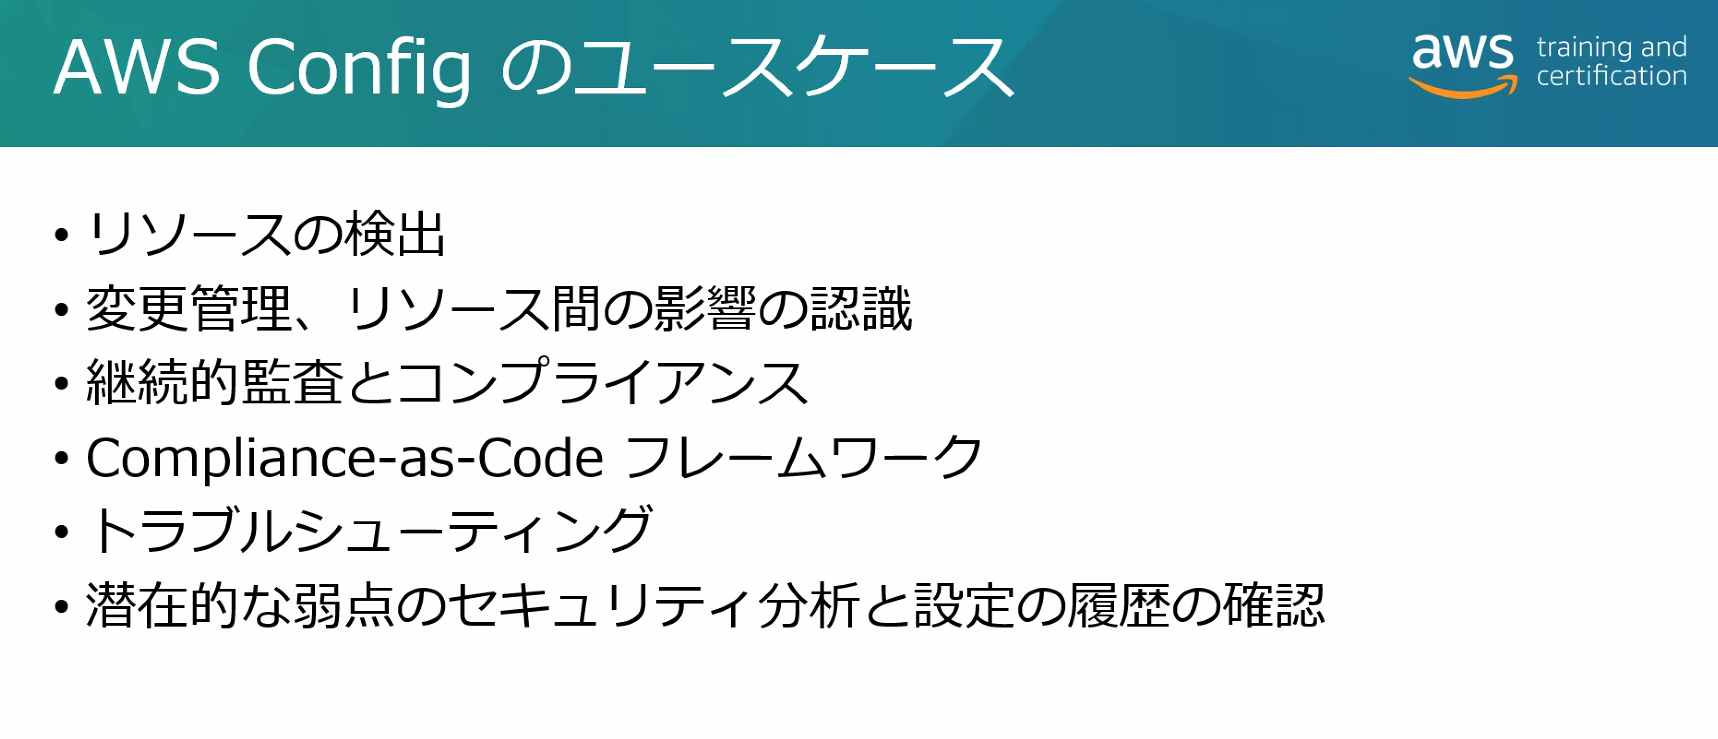 AWS Config のユースケース
aws training and
certification
• リソースの検出
• 変更管理、リソース間の影響の認識
• 継続的監査とコンプライアンス
• Compliance-as-Code フレームワーク
• トラブルシューティング
• 潜在的な弱点のセキュリティ分析と設定の履歴の確認